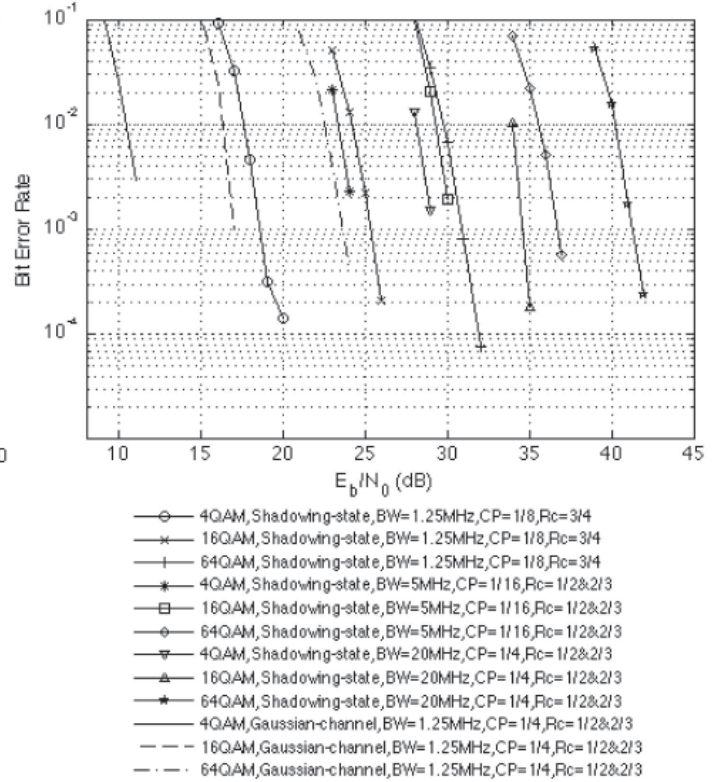 10^-1
10^-2
10^-3
10^-4
Bit Error Rate
0
10 15 20 25 30 35 40 45
E_b/N_0 (dB)
4QAM,Shadowing-state,BW=1.25MHz,CP=1/8,Rc=3/4
16QAM,Shadowing-state,BW=1.25MHz,CP=1/8,Rc=3/4
64QAM,Shadowing-state,BW=1.25MHz,CP=1/8,Rc=3/4
4QAM,Shadowing-state,BW=5MHz,CP=1/16,Rc=1/2&2/3
16QAM,Shadowing-state,BW=5MHz,CP=1/16,Rc=1/2&2/3
64QAM,Shadowing-state,BW=5MHz,CP=1/16,Rc=1/2&2/3
4QAM,Shadowing-state,BW=20MHz,CP=1/4,Rc=1/2&2/3
16QAM,Shadowing-state,BW=20MHz,CP=1/4,Rc=1/2&2/3
64QAM,Shadowing-state,BW=20MHz,CP=1/4,Rc=1/2&2/3
4QAM,Gaussian-channel,BW=1.25MHz,CP=1/4,Rc=1/2&2/3
16QAM,Gaussian-channel,BW=1.25MHz,CP=1/4,Rc=1/2&2/3
64QAM,Gaussian-channel,BW=1.25MHz,CP=1/4,Rc=1/2&2/3